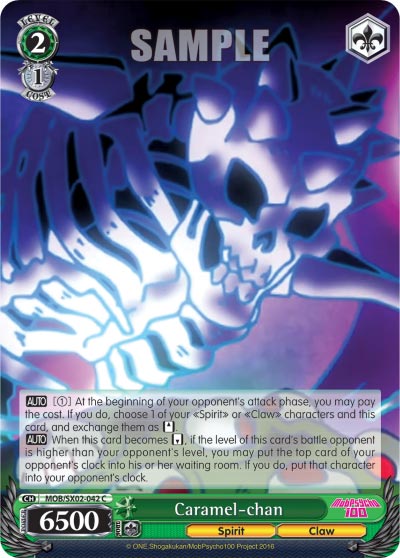 LEVEL
2
1
COST
SAMPLE
AUTO [①] At the beginning of your opponent's attack phase, you may pay
the cost. If you do, choose 1 of your «Spirit» or «Claw» characters and this
card, and exchange them as [▲].
AUTO When this card becomes [▼], if the level of this card's battle opponent
is higher than your opponent's level, you may put the top card of your
opponent's clock into his or her waiting room. If you do, put that character
into your opponent's clock.
CH MOB/SX02-042 C
POWER 6500
Caramel-chan
MobPsycho
100
Spirit Claw
© ONE,Shogakukan/MobPsycho100 Project 2016